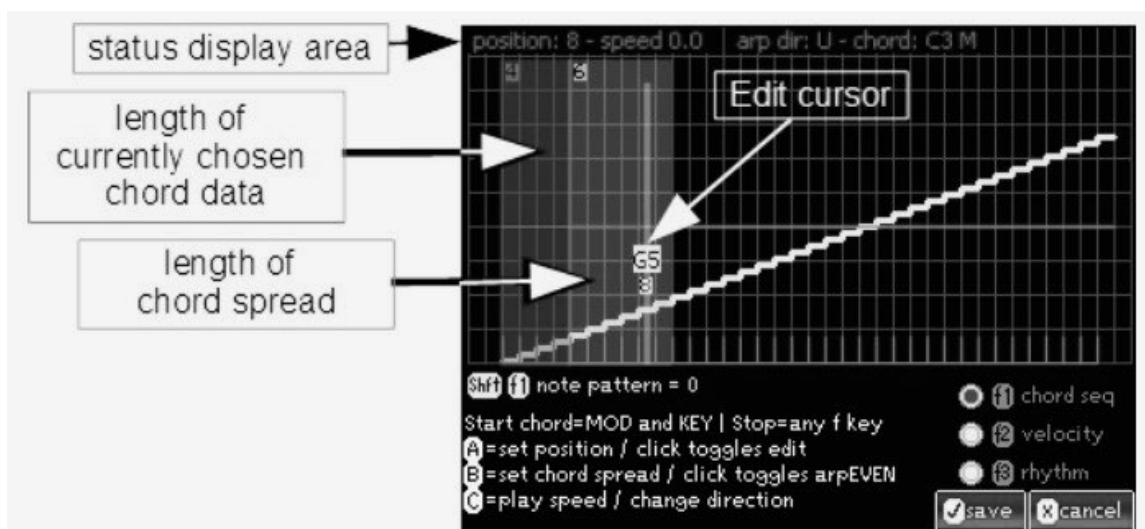 status display area
position: 8 - speed 0.0 arp dir: U - chord: C3 M
4 6
Edit cursor
length of
currently chosen
chord data
length of
chord spread
G5
8
Shft f1 note pattern = 0
Start chord=MOD and KEY | Stop=any f key
A =set position / click toggles edit
B =set chord spread / click toggles arpEVEN
C =play speed / change direction
f1 chord seq
f2 velocity
f3 rhythm
save x cancel